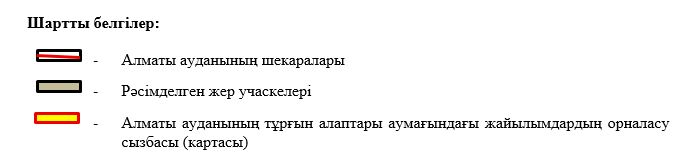 Шартты белгілер:
- Алматы ауданының шекаралары
- Рәсімделген жер учаскелері
- Алматы ауданының тұрғын алаптары аумағындағы жайылымдардың орналасу
сызбасы (картасы)